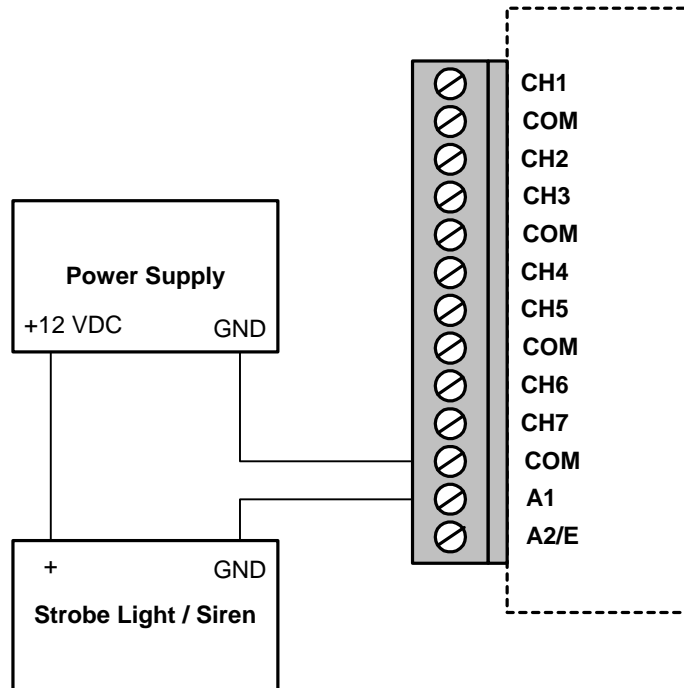 CH1
COM
CH2
CH3
COM
CH4
CH5
COM
CH6
CH7
COM
A1
A2/E
Power Supply
+12 VDC GND
+ GND
Strobe Light / Siren